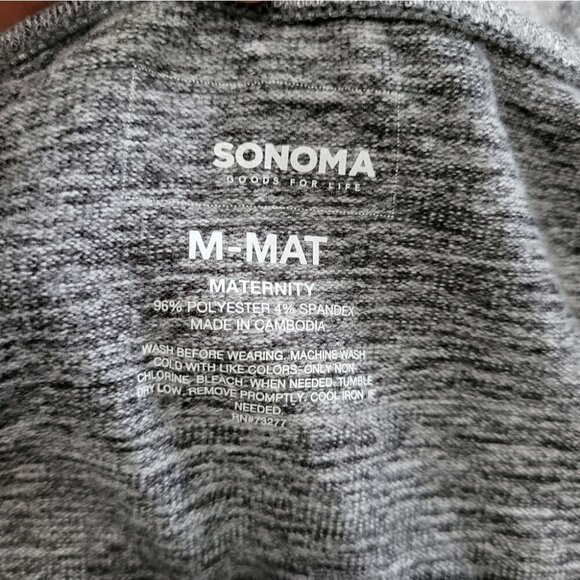 SONOMA
GOODS FOR LIFE
M-MAT
MATERNITY
96% POLYESTER 4% SPANDEX
MADE IN CAMBODIA
WASH BEFORE WEARING. MACHINE WASH
COLD WITH LIKE COLORS. ONLY NON-
CHLORINE. BLEACH. WHEN NEEDED. TUMBLE
DRY LOW. REMOVE PROMPTLY. COOL IRON IF
NEEDED.
RN#73277